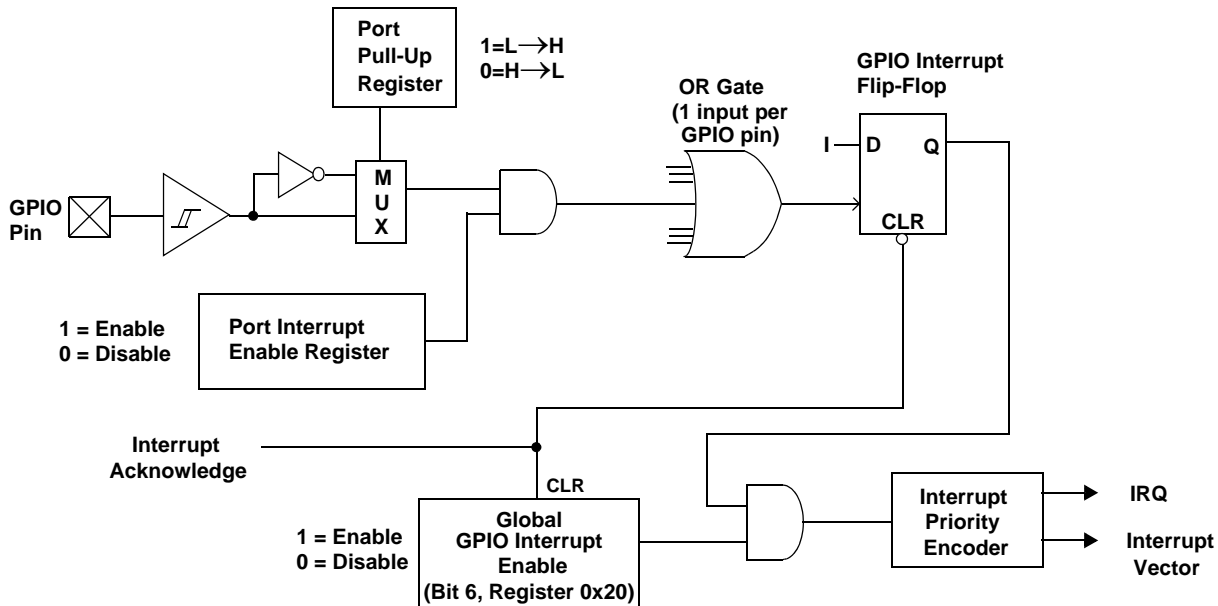 Port
Pull-Up
Register
1=L→H
0=H→L
GPIO Interrupt
Flip-Flop
OR Gate
(1 input per
GPIO pin)
I
D
Q
CLR
M
U
X
GPIO
Pin
1 = Enable
0 = Disable
Port Interrupt
Enable Register
Interrupt
Acknowledge
CLR
1 = Enable
0 = Disable
Global
GPIO Interrupt
Enable
(Bit 6, Register 0x20)
Interrupt
Priority
Encoder
IRQ
Interrupt
Vector